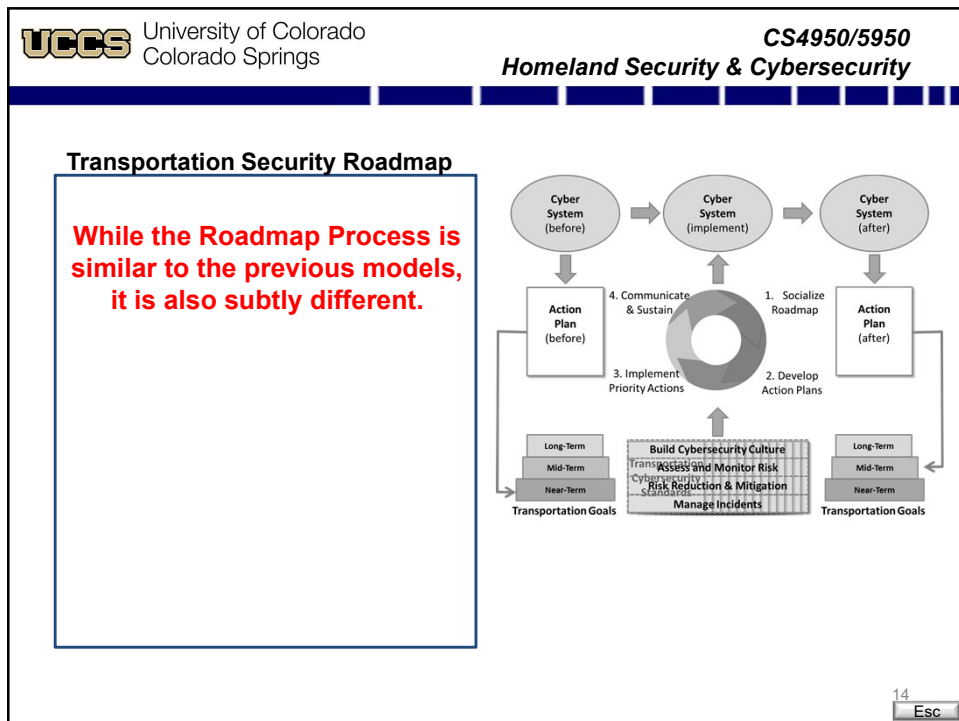 UCCS
University of Colorado
Colorado Springs
CS4950/5950
Homeland Security & Cybersecurity
Transportation Security Roadmap
While the Roadmap Process is
similar to the previous models,
it is also subtly different.
Cyber
System
(before)
Cyber
System
(implement)
Cyber
System
(after)
Action
Plan
(before)
4. Communicate
& Sustain
1. Socialize
Roadmap
3. Implement
Priority Actions
2. Develop
Action Plans
Action
Plan
(after)
Long-Term
Mid-Term
Near-Term
Transportation Goals
Build Cybersecurity Culture
Assess and Monitor Risk
Risk Reduction & Mitigation
Manage Incidents
Transportation
Cybersecurity
Standards
Long-Term
Mid-Term
Near-Term
Transportation Goals
14
Esc